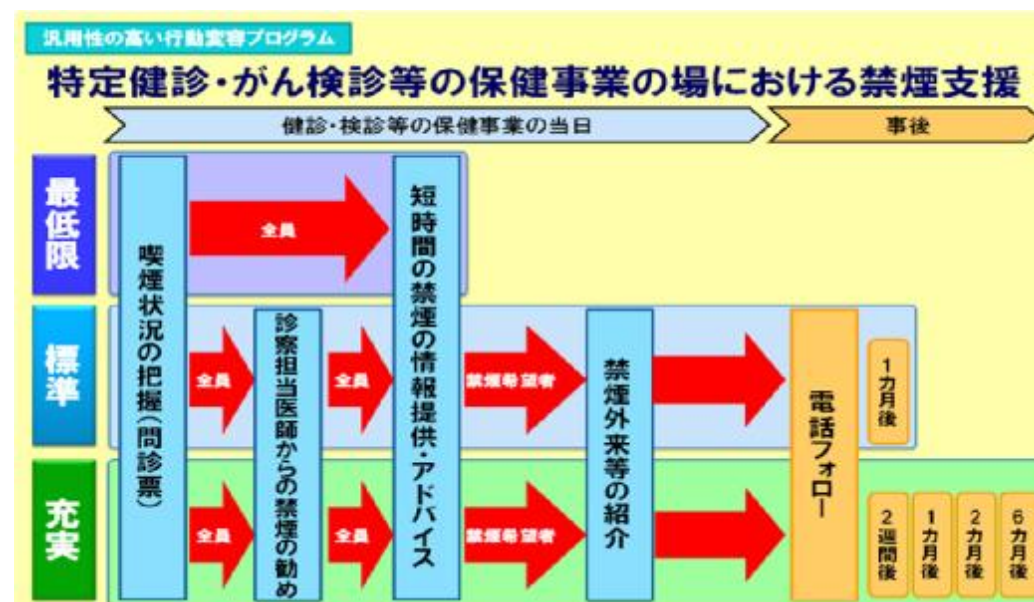 汎用性の高い行動変容プログラム
特定健診・がん検診等の保健事業の場における禁煙支援
健診・検診等の保健事業の当日
事後
最低限
喫煙状況の把握(問診票)
全員
短時間の禁煙の情報提供・アドバイス
標準
全員
診察担当医師からの禁煙の勧め
全員
禁煙希望者
禁煙外来等の紹介
電話フォロー
1カ月後
充実
全員
全員
禁煙希望者
2週間後
1カ月後
2カ月後
6カ月後